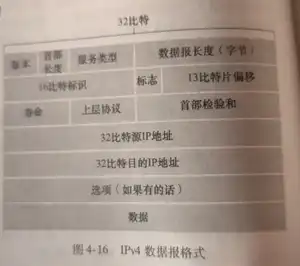 32比特
版本 首部长度 服务类型 数据报长度（字节）
16比特标识 标志 13比特片偏移
寿命 上层协议 首部检验和
32比特源IP地址
32比特目的IP地址
选项（如果有的话）
数据
图4-16 IPv4数据报格式